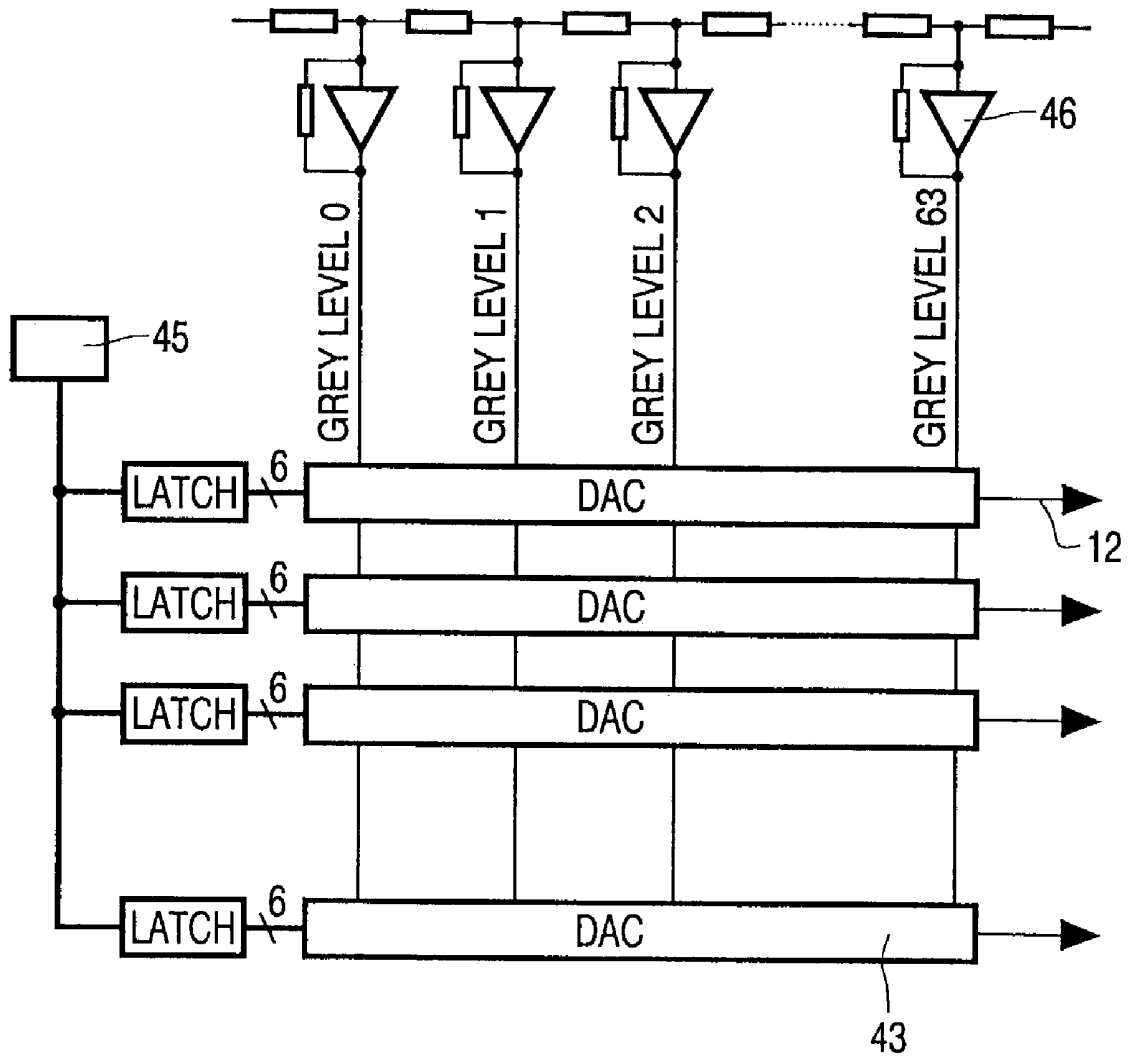 46
GREY LEVEL 0
GREY LEVEL 1
GREY LEVEL 2
GREY LEVEL 63
45
LATCH
6
DAC
12
LATCH
6
DAC
LATCH
6
DAC
LATCH
6
DAC
43